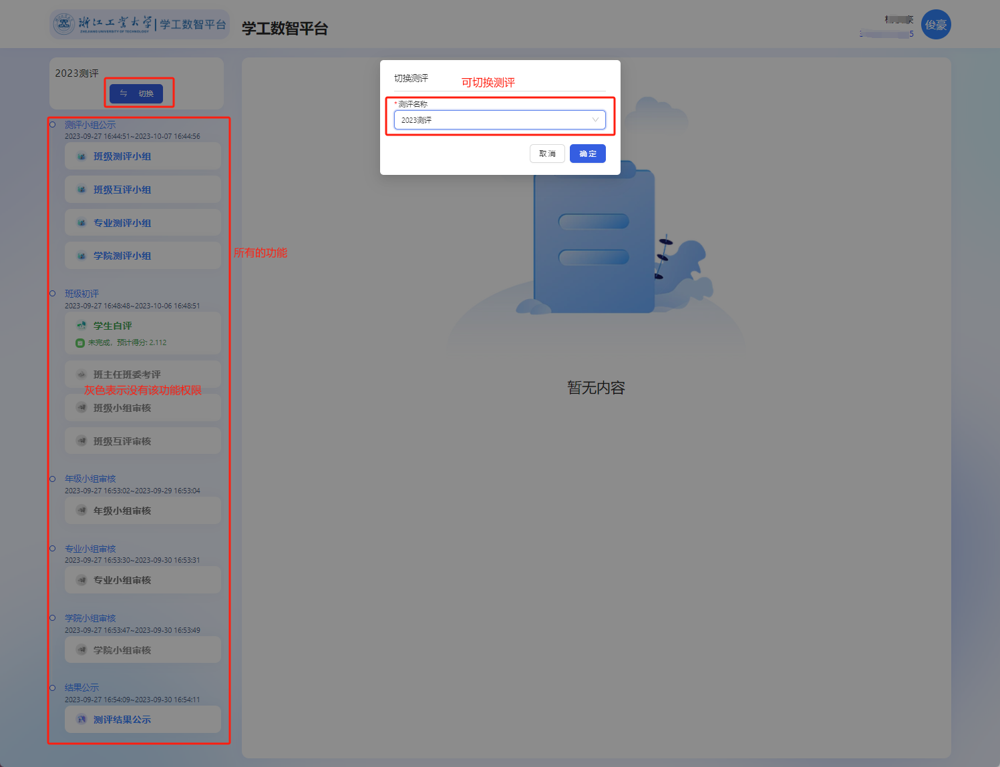 浙江工业大学
ZHEJIANG UNIVERSITY OF TECHNOLOGY
学工数智平台
学工数智平台
豪
5
俊豪
2023测评
切换
测评小组公示
2023-09-27 16:44:51~2023-10-07 16:44:56
班级测评小组
班级互评小组
专业测评小组
学院测评小组
所有的功能
班级初评
2023-09-27 16:48:48~2023-10-06 16:48:51
学生自评
未完成，预计得分: 2.112
班主任班委考评
灰色表示没有该功能权限
班级小组审核
班级互评审核
年级小组审核
2023-09-27 16:53:02~2023-09-29 16:53:04
年级小组审核
专业小组审核
2023-09-27 16:53:30~2023-09-30 16:53:31
专业小组审核
学院小组审核
2023-09-27 16:53:47~2023-09-30 16:53:49
学院小组审核
结果公示
2023-09-27 16:54:09~2023-09-30 16:54:11
测评结果公示
切换测评
可切换测评
*测评名称
2023测评
取消
确定
暂无内容